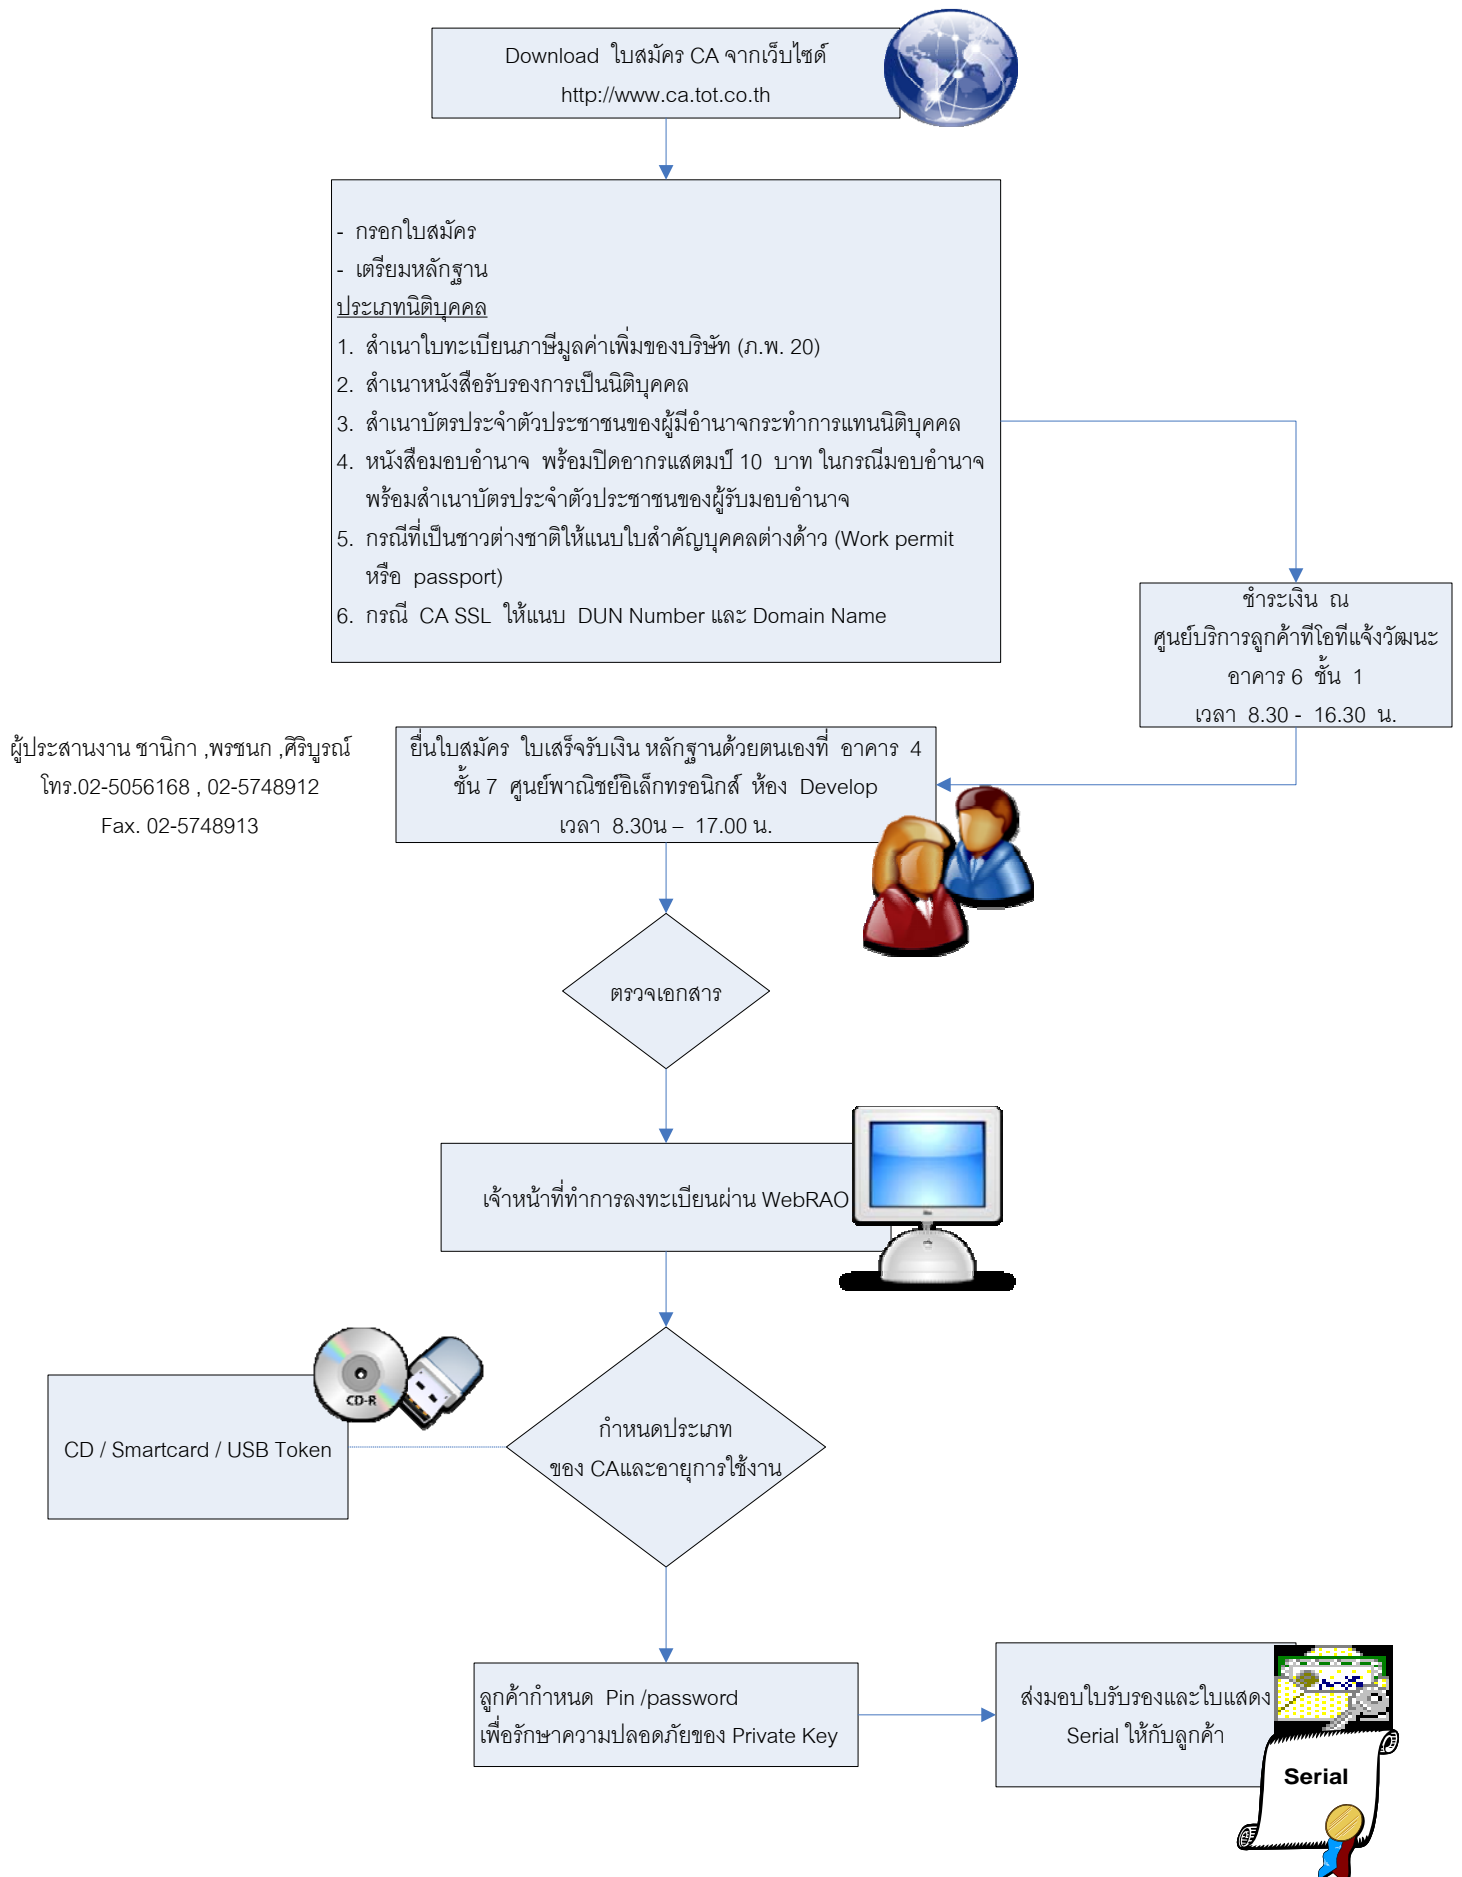 Download ใบสมัคร CA จากเว็บไซด์
http://www.ca.tot.co.th
- กรอกใบสมัคร
- เตรียมหลักฐาน
ประเภทนิติบุคคล
1. สำเนาใบทะเบียนภาษีมูลค่าเพิ่มของบริษัท (ภ.พ. 20)
2. สำเนาหนังสือรับรองการเป็นนิติบุคคล
3. สำเนาบัตรประจำตัวประชาชนของผู้มีอำนาจกระทำการแทนนิติบุคคล
4. หนังสือมอบอำนาจ พร้อมปิดอากรแสตมป์ 10 บาท ในกรณีมอบอำนาจ
พร้อมสำเนาบัตรประจำตัวประชาชนของผู้รับมอบอำนาจ
5. กรณีที่เป็นชาวต่างชาติให้แนบใบสำคัญบุคคลต่างด้าว (Work permit
หรือ passport)
6. กรณี CA SSL ให้แนบ DUN Number และ Domain Name
ชำระเงิน ณ
ศูนย์บริการลูกค้าทีโอทีแจ้งวัฒนะ
อาคาร 6 ชั้น 1
เวลา 8.30 - 16.30 น.
ผู้ประสานงาน ชานิกา ,พรชนก ,ศิริบูรณ์
โทร.02-5056168 , 02-5748912
Fax. 02-5748913
ยื่นใบสมัคร ใบเสร็จรับเงิน หลักฐานด้วยตนเองที่ อาคาร 4
ชั้น 7 ศูนย์พาณิชย์อิเล็กทรอนิกส์ ห้อง Develop
เวลา 8.30น – 17.00 น.
ตรวจเอกสาร
เจ้าหน้าที่ทำการลงทะเบียนผ่าน WebRAO
CD-R
CD / Smartcard / USB Token
กำหนดประเภท
ของ CAและอายุการใช้งาน
ลูกค้ากำหนด Pin /password
เพื่อรักษาความปลอดภัยของ Private Key
ส่งมอบใบรับรองและใบแสดง
Serial ให้กับลูกค้า
Serial